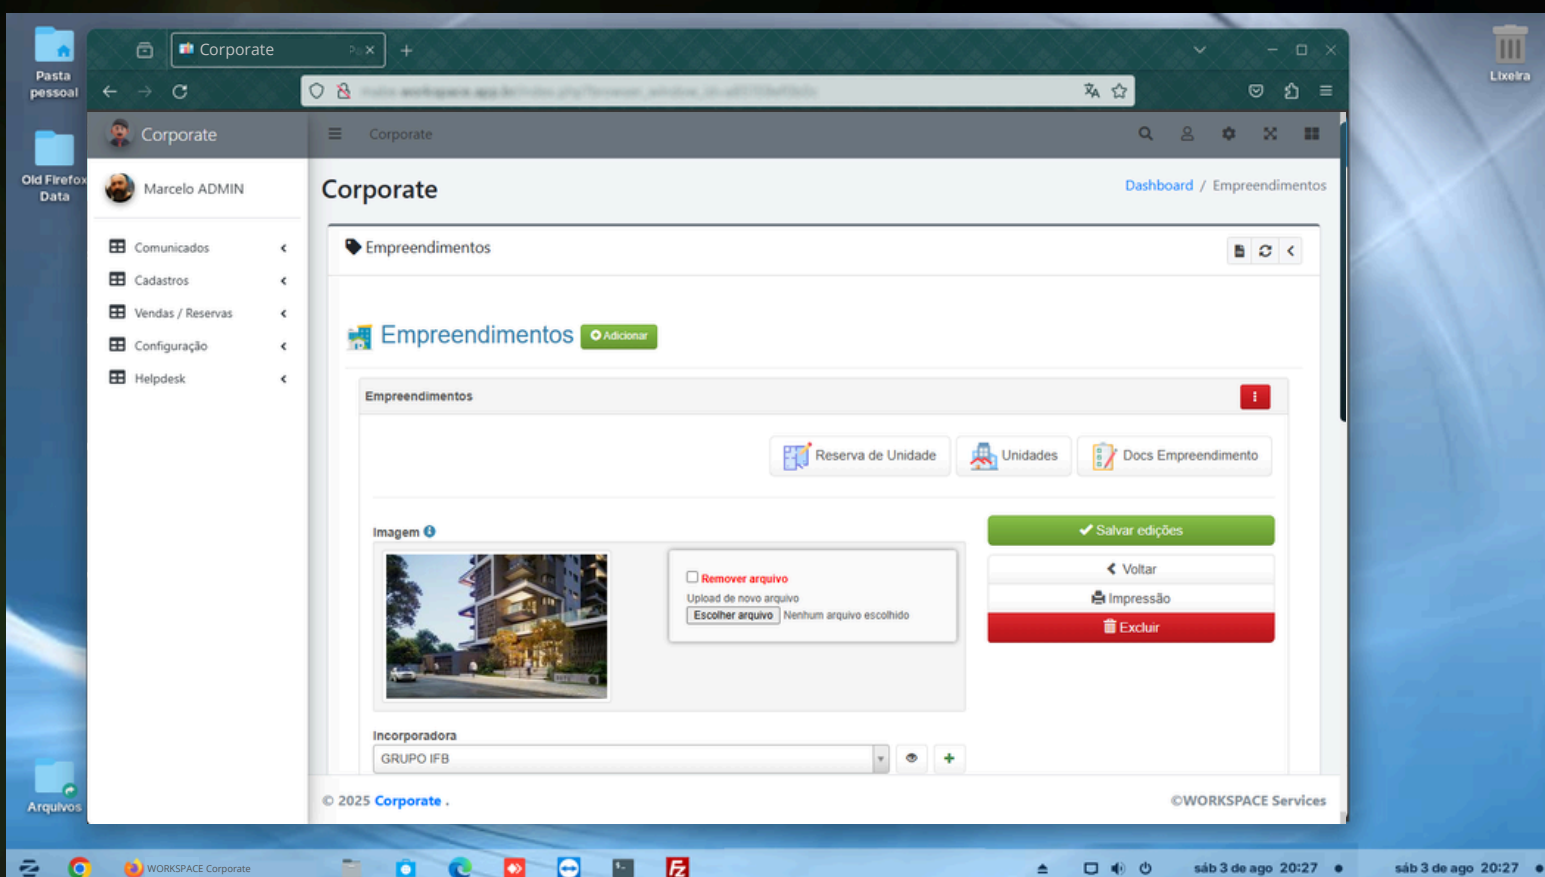 Pasta
pessoal
Old Firefox
Data
Arquivos
Lixeira
Corporate
Corporate
Corporate
Marcelo ADMIN
Comunicados
Cadastros
Vendas / Reservas
Configuração
Helpdesk
Corporate
Dashboard / Empreendimentos
Empreendimentos
Empreendimentos
Adicionar
Empreendimentos
Reserva de Unidade
Unidades
Docs Empreendimento
Imagem
Remover arquivo
Upload de novo arquivo
Escolher arquivo Nenhum arquivo escolhido
Salvar edições
Voltar
Impressão
Excluir
Incorporadora
GRUPO IFB
© 2025 Corporate .
©WORKSPACE Services
WORKSPACE Corporate
sáb 3 de ago 20:27
sáb 3 de ago 20:27